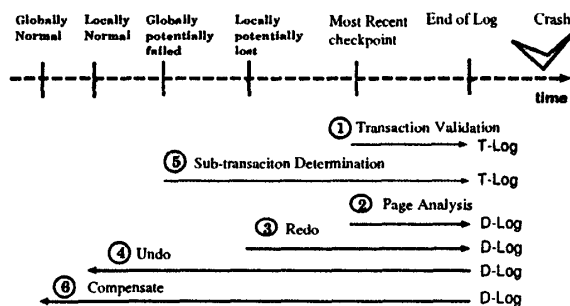 Globally Normal
Locally Normal
Globally potentially failed
Locally potentially lost
Most Recent checkpoint
End of Log
Crash
time
1 Transaction Validation
T-Log
5 Sub-transaciton Determination
T-Log
2 Page Analysis
D-Log
3 Redo
D-Log
4 Undo
D-Log
6 Compensate
D-Log